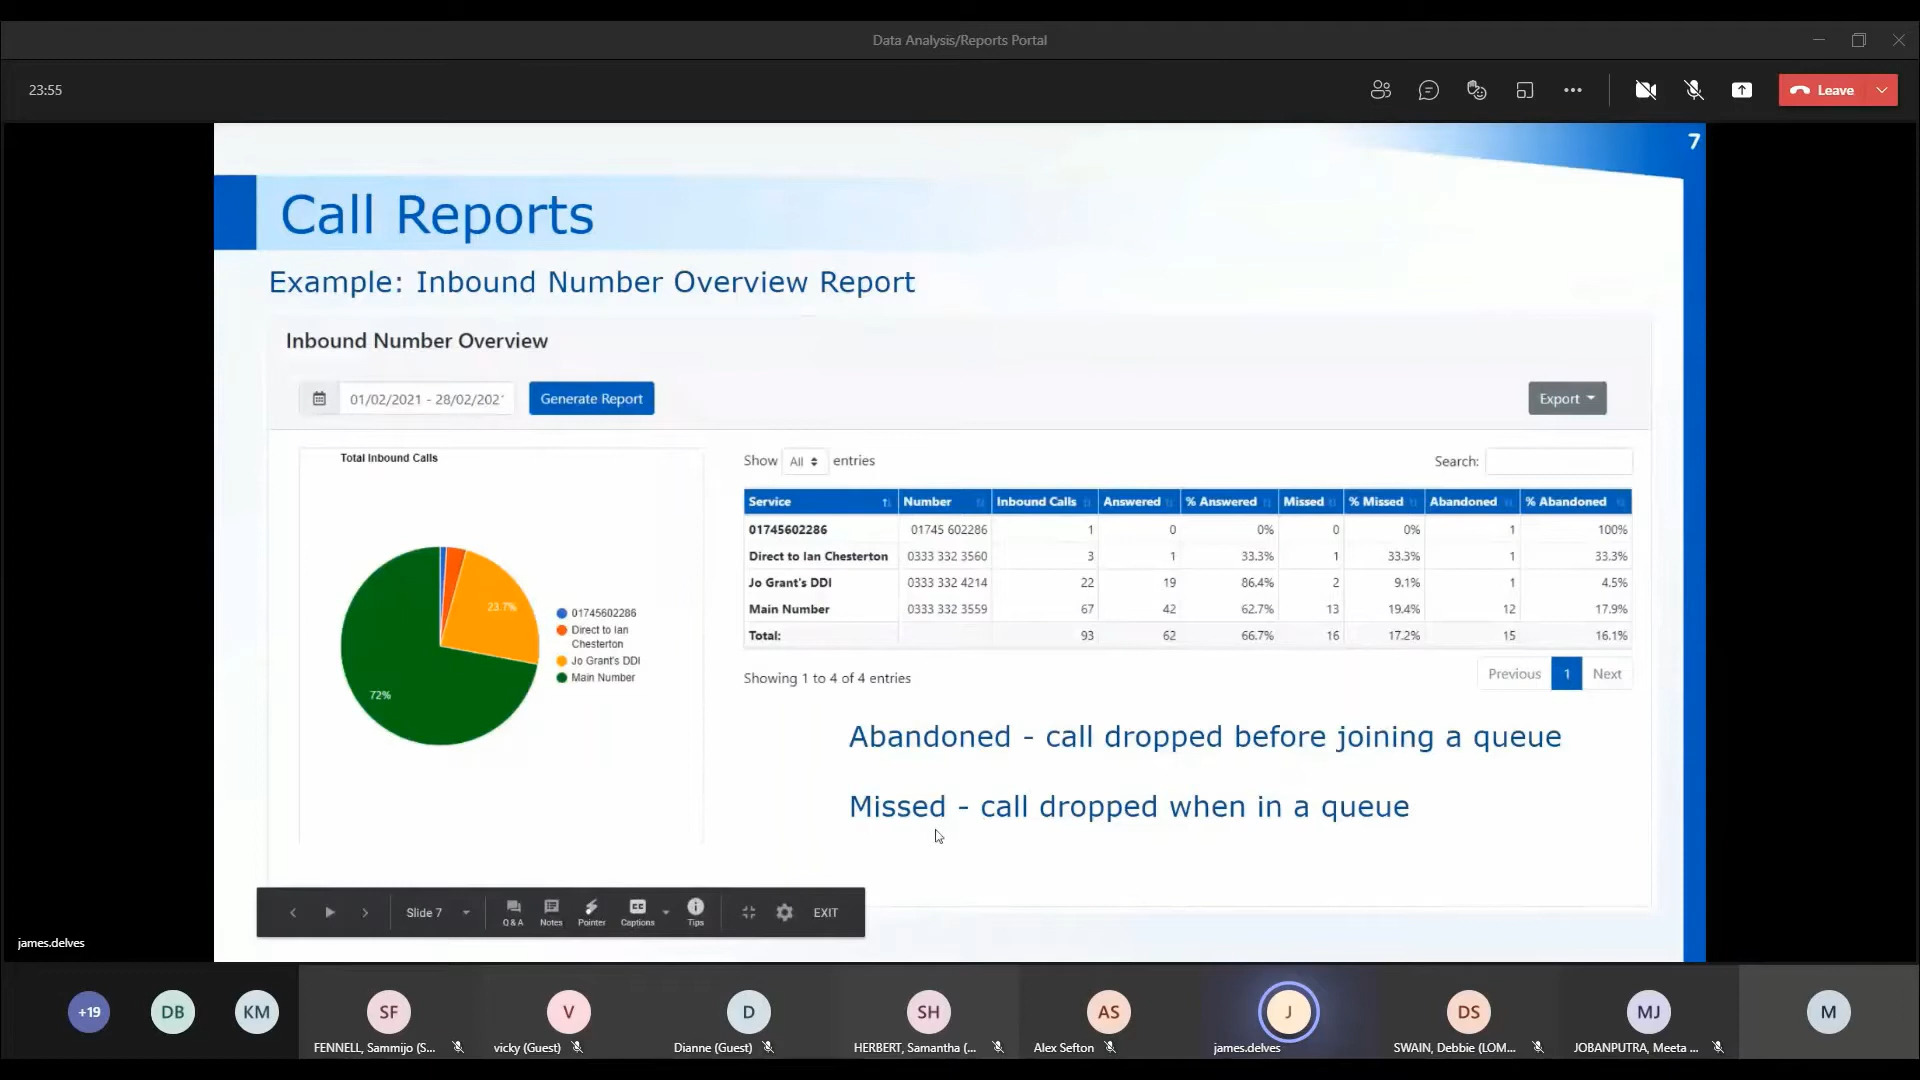 Data Analysis/Reports Portal
23:55
Leave
7
Call Reports
Example: Inbound Number Overview Report
Inbound Number Overview
01/02/2021 - 28/02/202
Generate Report
Export
Total Inbound Calls
23.7%
72%
01745602286
Direct to Ian
Chesterton
Jo Grant's DDI
Main Number
Show All entries
Search:
Service Number Inbound Calls Answered % Answered Missed % Missed Abandoned % Abandoned
01745602286 01745 602286 1 0 0% 0 0% 1 100%
Direct to Ian Chesterton 0333 332 3560 3 1 33.3% 1 33.3% 1 33.3%
Jo Grant's DDI 0333 332 4214 22 19 86.4% 2 9.1% 1 4.5%
Main Number 0333 332 3559 67 42 62.7% 13 19.4% 12 17.9%
Total: 93 62 66.7% 16 17.2% 15 16.1%
Showing 1 to 4 of 4 entries
Previous 1 Next
Abandoned - call dropped before joining a queue
Missed - call dropped when in a queue
Slide 7
Q & A
Notes
Pointer
CC
Captions
Tips
EXIT
james.delves
+19
DB
KM
SF
V
D
SH
AS
J
DS
MJ
M
FENNELL, Sammijo (S...
vicky (Guest)
Dianne (Guest)
HERBERT, Samantha (...
Alex Sefton
james.delves
SWAIN, Debbie (LOM...
JOBANPUTRA, Meeta ...